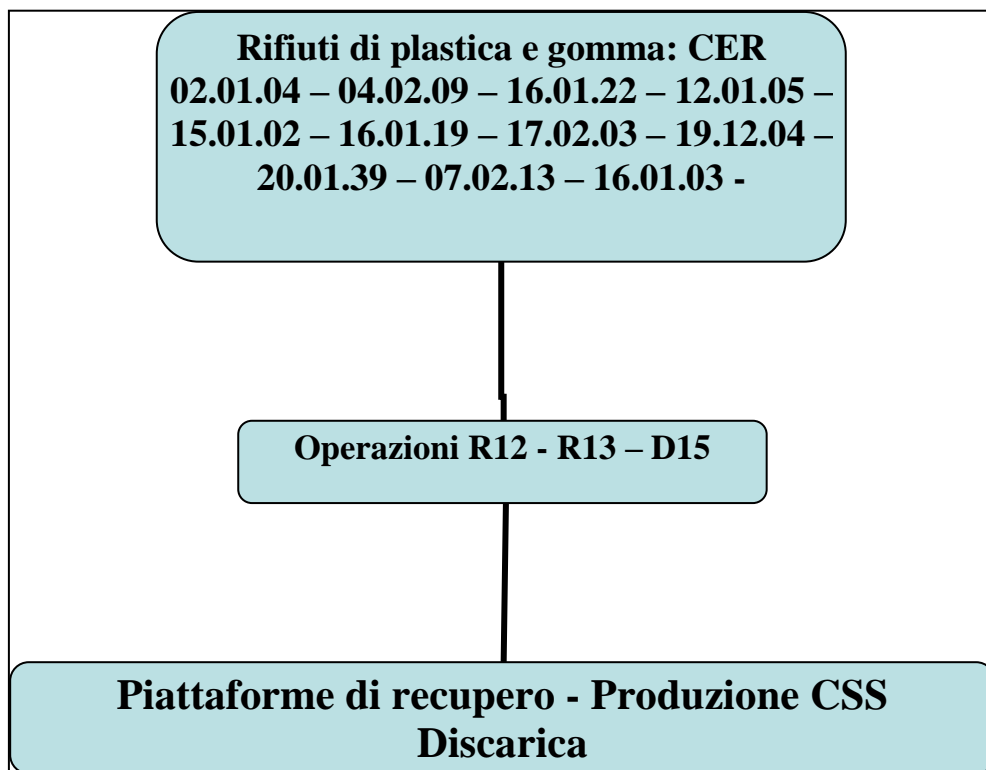 Rifiuti di plastica e gomma: CER
02.01.04 – 04.02.09 – 16.01.22 – 12.01.05 –
15.01.02 – 16.01.19 – 17.02.03 – 19.12.04 –
20.01.39 – 07.02.13 – 16.01.03 -
Operazioni R12 - R13 – D15
Piattaforme di recupero - Produzione CSS
Discarica